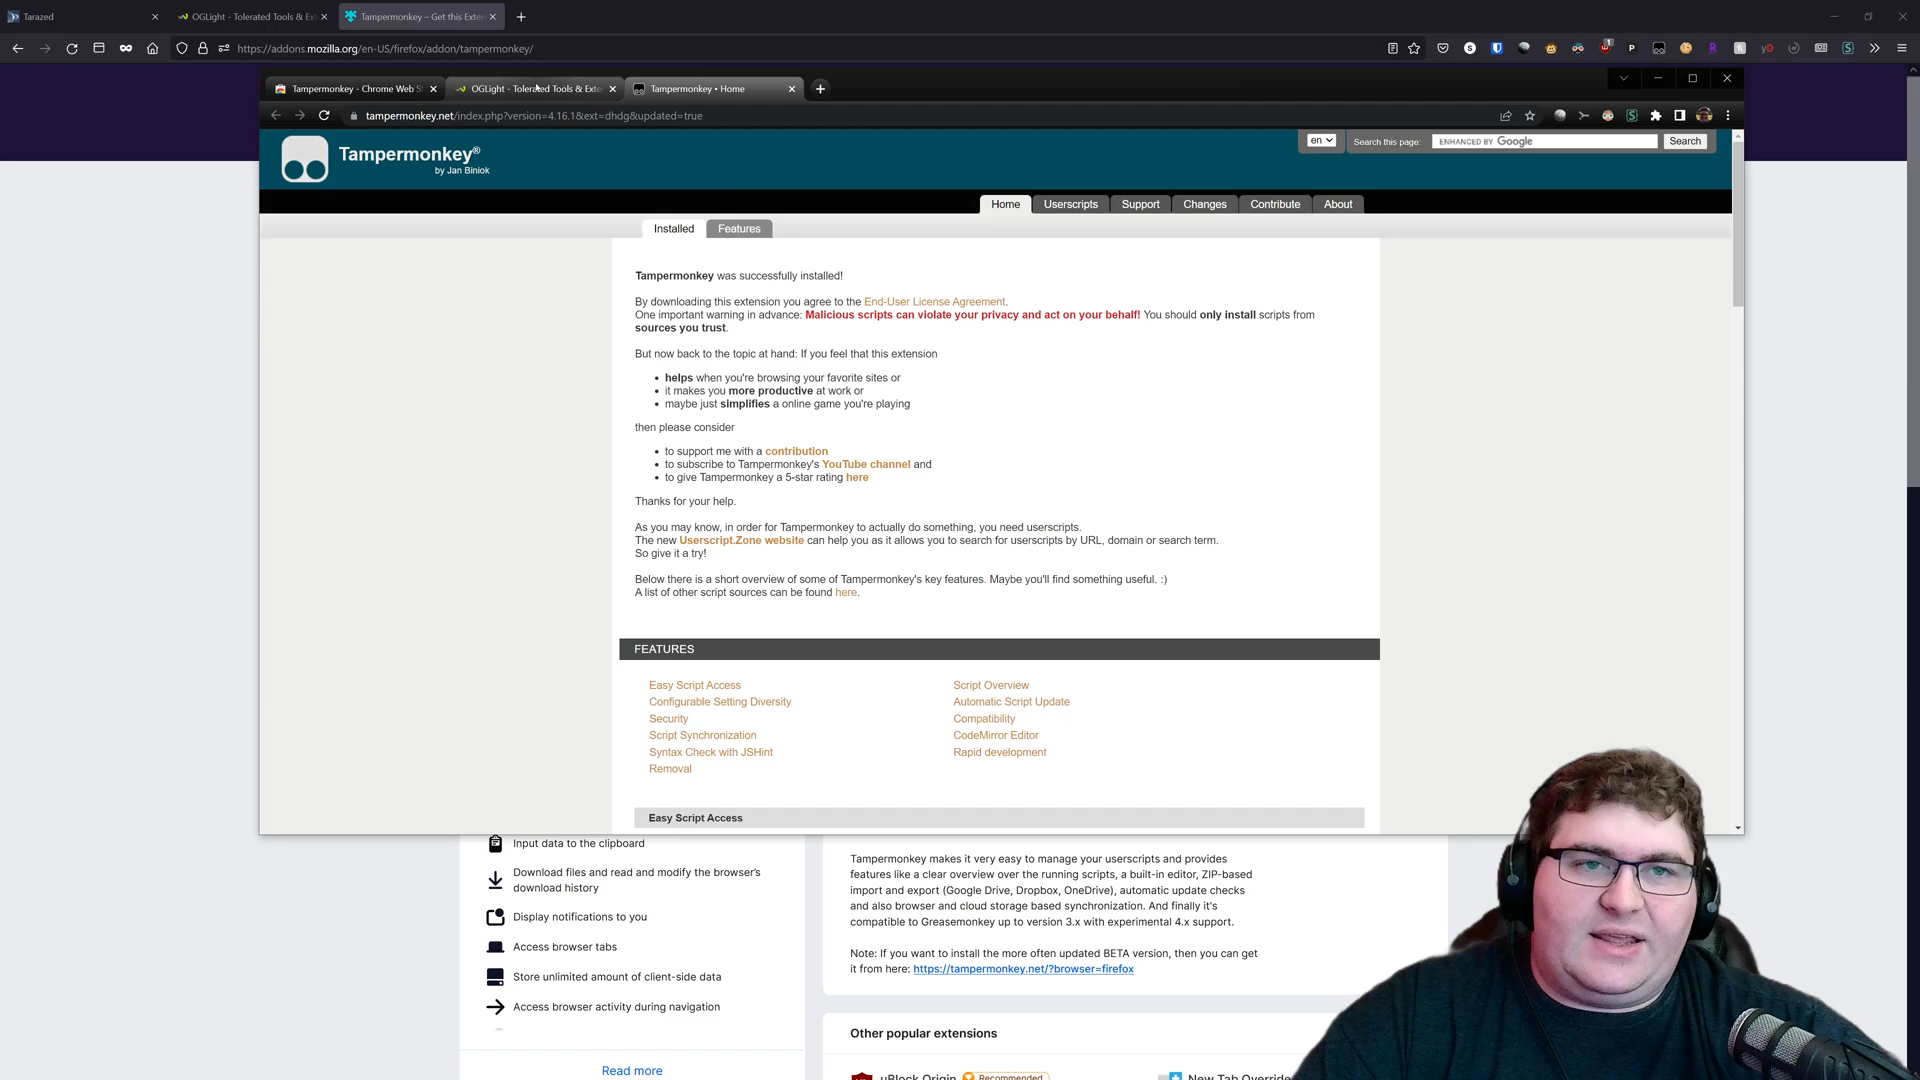 Tarazed
OGLight - Tolerated Tools & Ext
Tampermonkey – Get this Exten
https://addons.mozilla.org/en-US/firefox/addon/tampermonkey/
Tampermonkey - Chrome Web S
OGLight - Tolerated Tools & Exte
Tampermonkey • Home
tampermonkey.net/index.php?version=4.16.1&ext=dhdg&updated=true
Tampermonkey®
by Jan Biniok
en
Search this page:
ENHANCED BY Google
Search
Home
Userscripts
Support
Changes
Contribute
About
Installed
Features
Tampermonkey was successfully installed!
By downloading this extension you agree to the End-User License Agreement.
One important warning in advance: Malicious scripts can violate your privacy and act on your behalf! You should only install scripts from
sources you trust.
But now back to the topic at hand: If you feel that this extension
• helps when you're browsing your favorite sites or
• it makes you more productive at work or
• maybe just simplifies a online game you're playing
then please consider
• to support me with a contribution
• to subscribe to Tampermonkey's YouTube channel and
• to give Tampermonkey a 5-star rating here
Thanks for your help.
As you may know, in order for Tampermonkey to actually do something, you need userscripts.
The new Userscript.Zone website can help you as it allows you to search for userscripts by URL, domain or search term.
So give it a try!
Below there is a short overview of some of Tampermonkey's key features. Maybe you'll find something useful. :)
A list of other script sources can be found here.
FEATURES
Easy Script Access
Configurable Setting Diversity
Security
Script Synchronization
Syntax Check with JSHint
Removal
Script Overview
Automatic Script Update
Compatibility
CodeMirror Editor
Rapid development
Easy Script Access
Input data to the clipboard
Download files and read and modify the browser's
download history
Display notifications to you
Access browser tabs
Store unlimited amount of client-side data
Access browser activity during navigation
Read more
Tampermonkey makes it very easy to manage your userscripts and provides
features like a clear overview over the running scripts, a built-in editor, ZIP-based
import and export (Google Drive, Dropbox, OneDrive), automatic update checks
and also browser and cloud storage based synchronization. And finally it's
compatible to Greasemonkey up to version 3.x with experimental 4.x support.
Note: If you want to install the more often updated BETA version, then you can get
it from here: https://tampermonkey.net/?browser=firefox
Other popular extensions
uBlock Origin
Recommended
New Tab Override